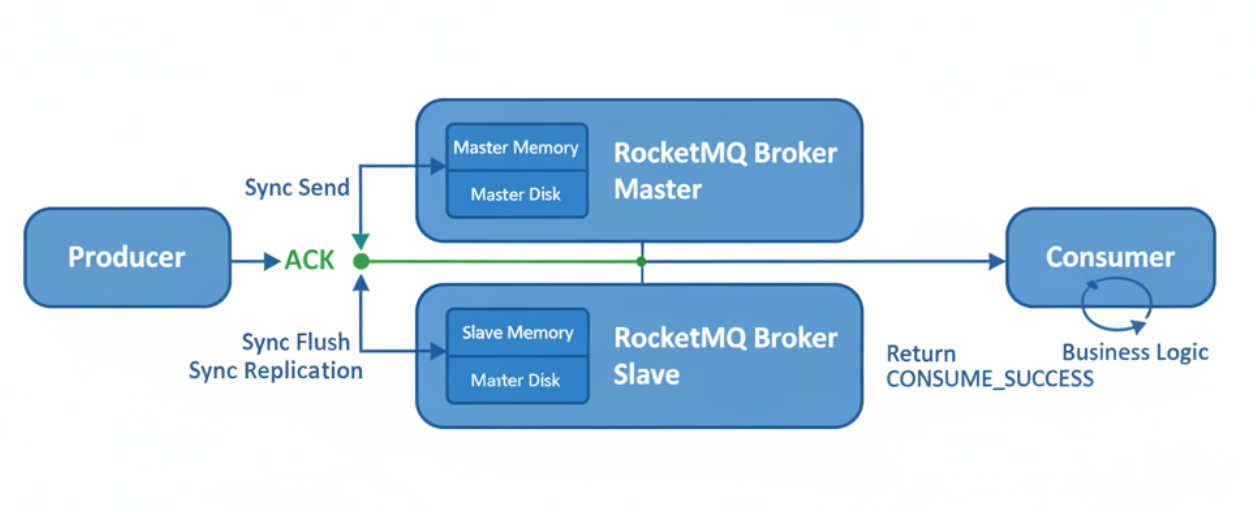 Master Memory
Master Disk
RocketMQ Broker
Master
Sync Send
Producer
ACK
Consumer
Sync Flush
Sync Replication
Slave Memory
Marter Disk
RocketMQ Broker
Slave
Return
CONSUME_SUCCESS
Business Logic